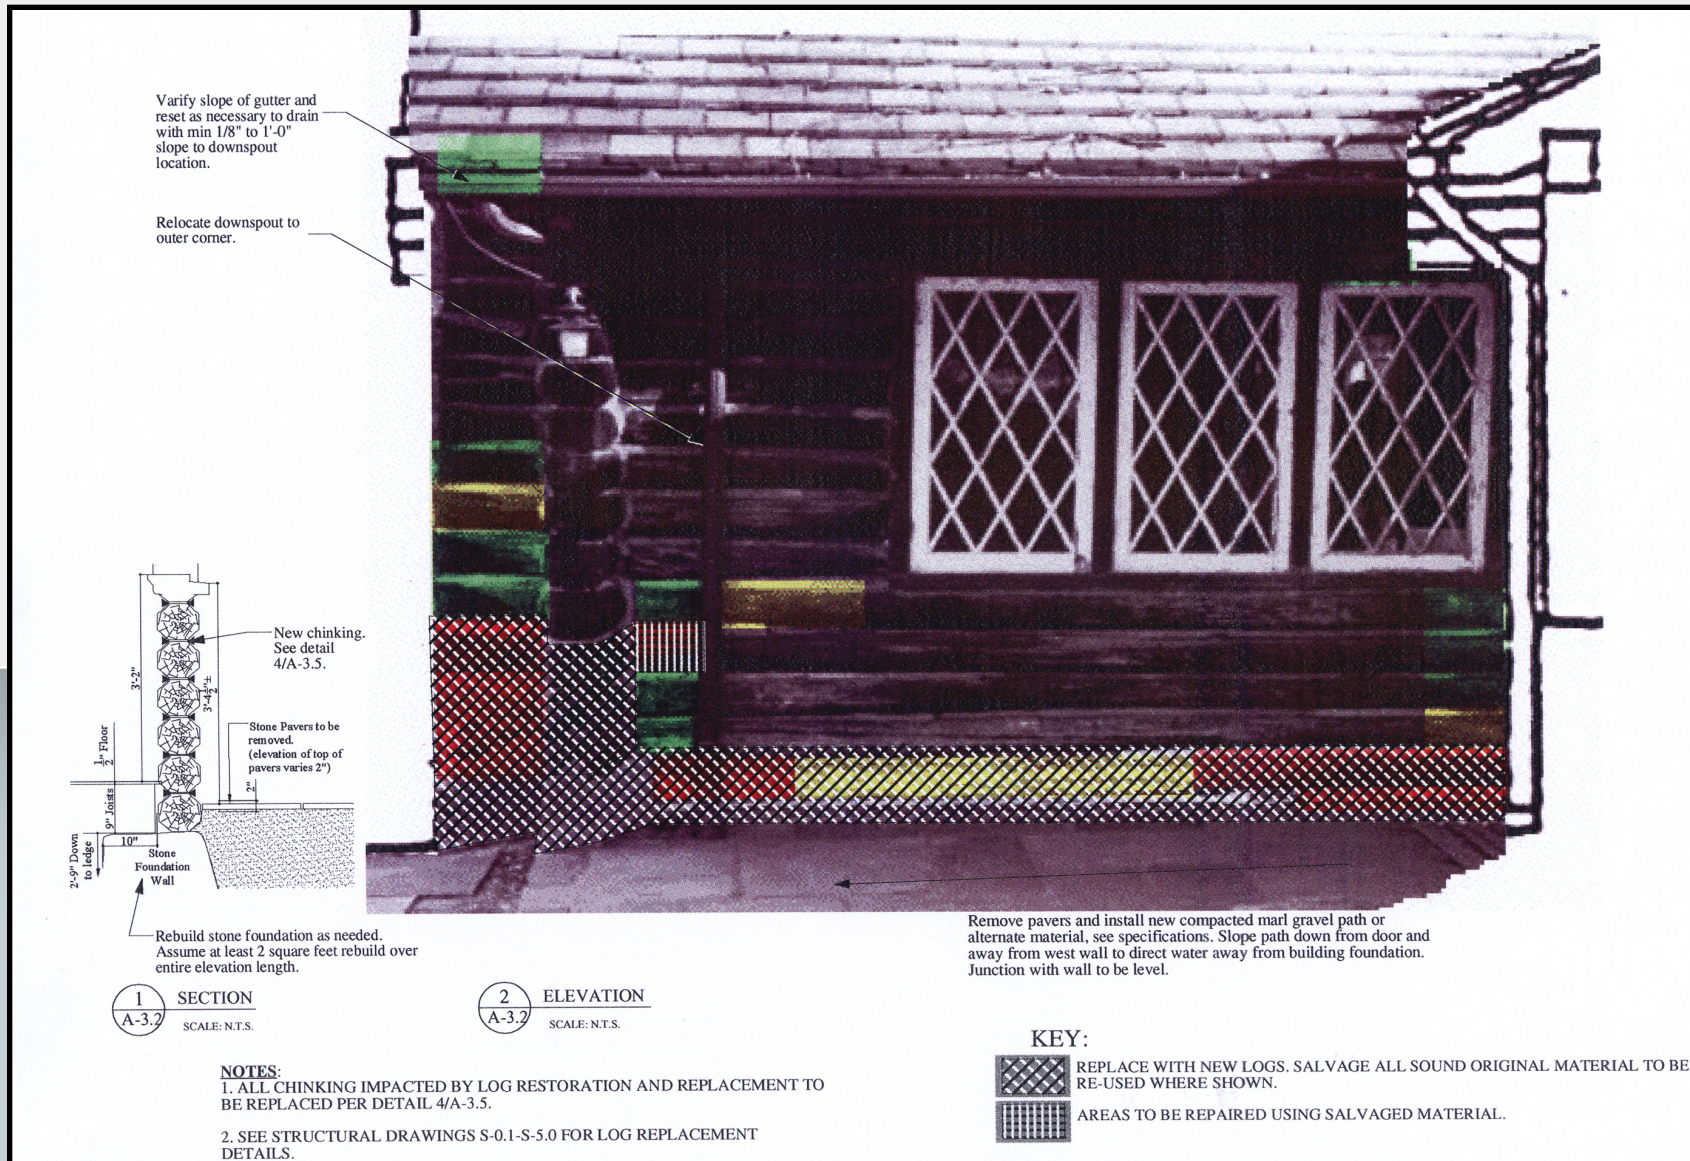 Varify slope of gutter and
reset as necessary to drain
with min 1/8" to 1'-0"
slope to downspout
location.
Relocate downspout to
outer corner.
New chinking.
See detail
4/A-3.5.
3'-2"
3'-4 1/2"±
Stone Pavers to be
removed.
(elevation of top of
pavers varies 2")
1/2" Floor
2"
9" Joists
10"
2'-9" Down
to ledge
Stone
Foundation
Wall
Rebuild stone foundation as needed.
Assume at least 2 square feet rebuild over
entire elevation length.
Remove pavers and install new compacted marl gravel path or
alternate material, see specifications. Slope path down from door and
away from west wall to direct water away from building foundation.
Junction with wall to be level.
1 SECTION
A-3.2 SCALE: N.T.S.
2 ELEVATION
A-3.2 SCALE: N.T.S.
KEY:
REPLACE WITH NEW LOGS. SALVAGE ALL SOUND ORIGINAL MATERIAL TO BE
RE-USED WHERE SHOWN.
AREAS TO BE REPAIRED USING SALVAGED MATERIAL.
NOTES:
1. ALL CHINKING IMPACTED BY LOG RESTORATION AND REPLACEMENT TO
BE REPLACED PER DETAIL 4/A-3.5.
2. SEE STRUCTURAL DRAWINGS S-0.1-S-5.0 FOR LOG REPLACEMENT
DETAILS.